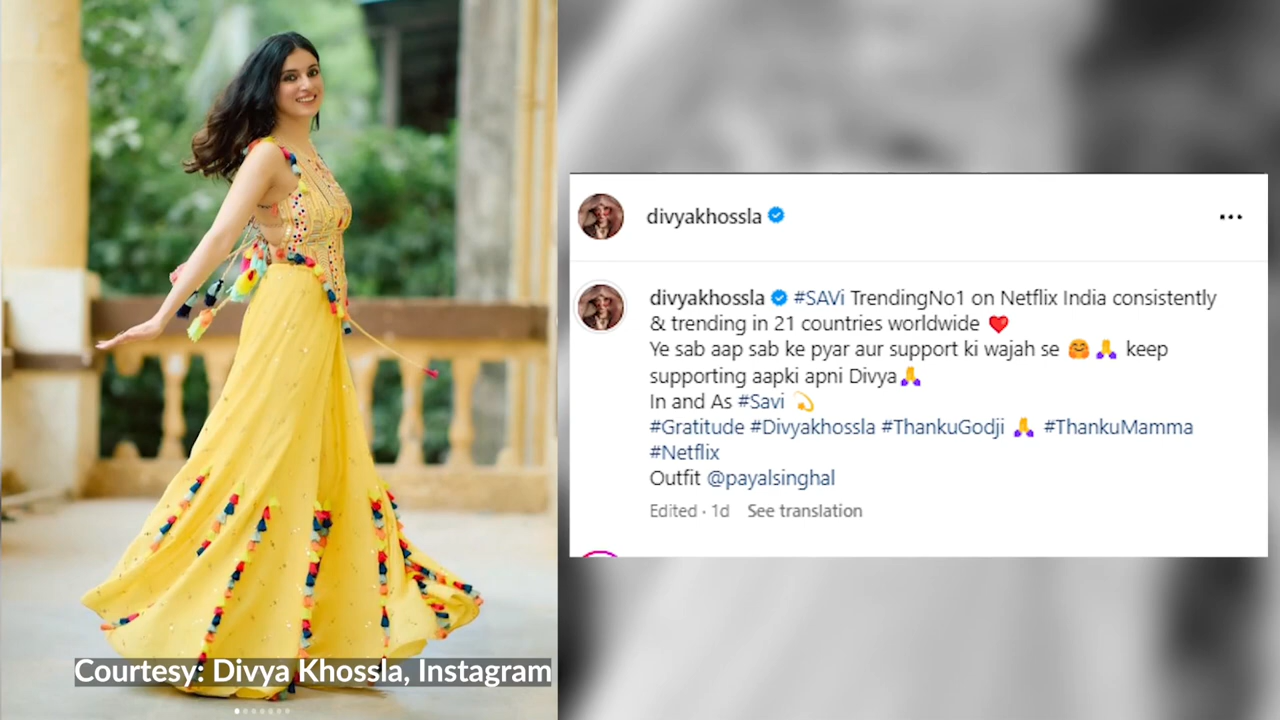 divyakhossla
divyakhossla #SAVi TrendingNo1 on Netflix India consistently
& trending in 21 countries worldwide ❤️
Ye sab aap sab ke pyar aur support ki wajah se 🤗🙏 keep
supporting aapki apni Divya🙏
In and As #Savi 💫
#Gratitude #Divyakhossla #ThankuGodji 🙏 #ThankuMamma
#Netflix
Outfit @payalsinghal
Edited · 1d See translation
Courtesy: Divya Khossla, Instagram